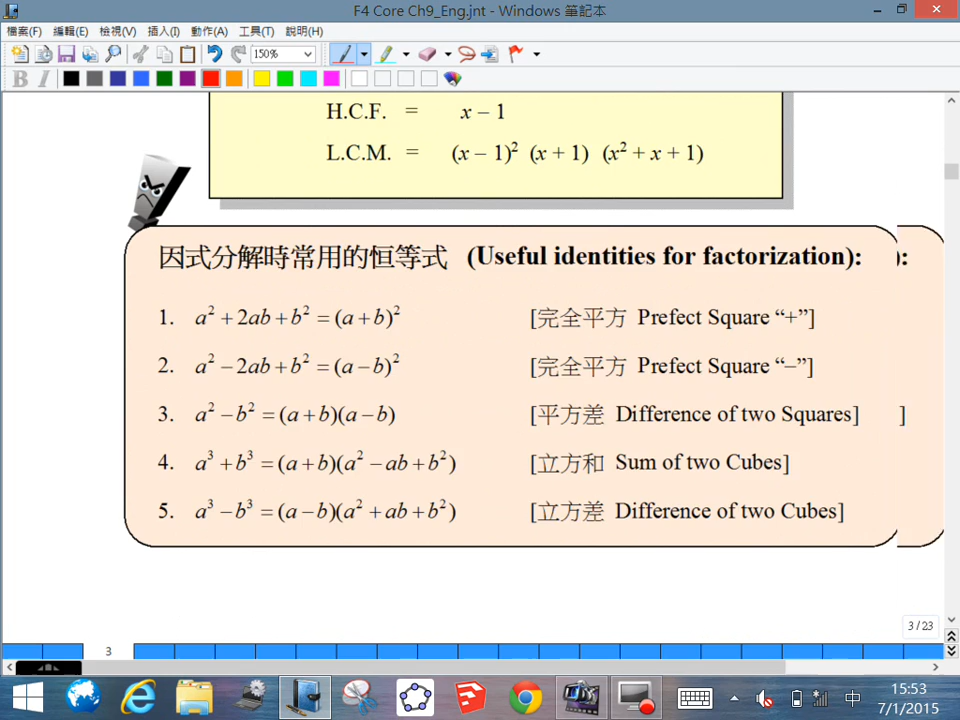 F4 Core Ch9_Eng.jnt - Windows 筆記本
檔案(F) 編輯(E) 檢視(V) 插入(I) 動作(A) 工具(T) 說明(H)
150%
B I
H.C.F. = x – 1
L.C.M. = (x – 1)² (x + 1) (x² + x + 1)
因式分解時常用的恒等式 (Useful identities for factorization): ):
1. a² + 2ab + b² = (a + b)² [完全平方 Prefect Square “+”]
2. a² − 2ab + b² = (a − b)² [完全平方 Prefect Square “–”]
3. a² − b² = (a + b)(a − b) [平方差 Difference of two Squares] ]
4. a³ + b³ = (a + b)(a² − ab + b²) [立方和 Sum of two Cubes]
5. a³ − b³ = (a − b)(a² + ab + b²) [立方差 Difference of two Cubes]
3 / 23
3
中 15:53
7/1/2015